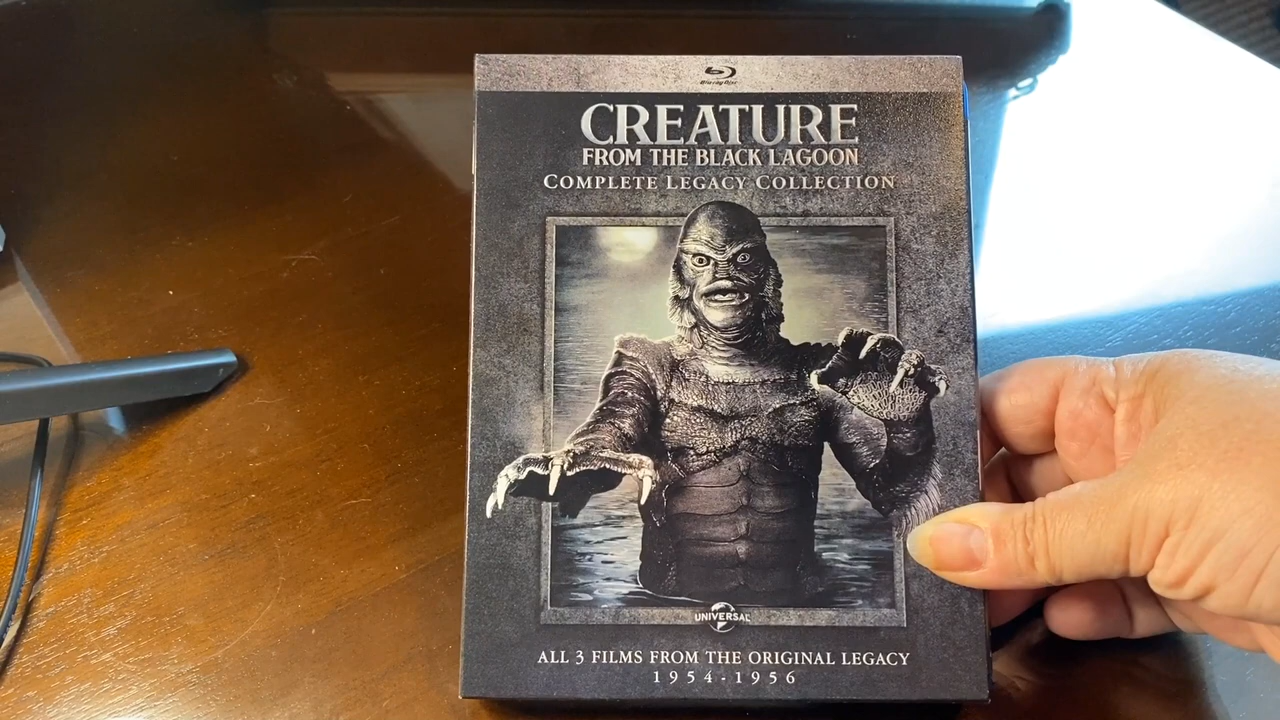 Blu-ray Disc
CREATURE
FROM THE BLACK LAGOON
COMPLETE LEGACY COLLECTION
UNIVERSAL
ALL 3 FILMS FROM THE ORIGINAL LEGACY
1954-1956